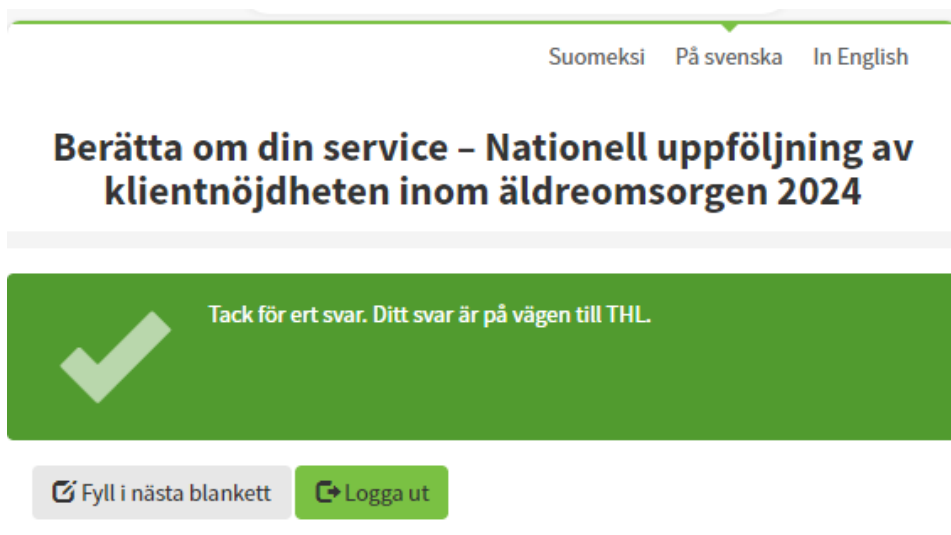 Suomeksi På svenska In English
Berätta om din service – Nationell uppföljning av
klientnöjdheten inom äldreomsorgen 2024
Tack för ert svar. Ditt svar är på vägen till THL.
Fyll i nästa blankett Logga ut